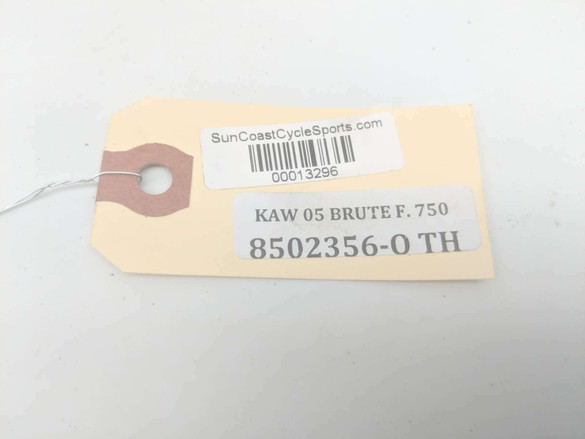 SunCoastCycleSports.com
00013296
KAW 05 BRUTE F. 750
8502356-O TH